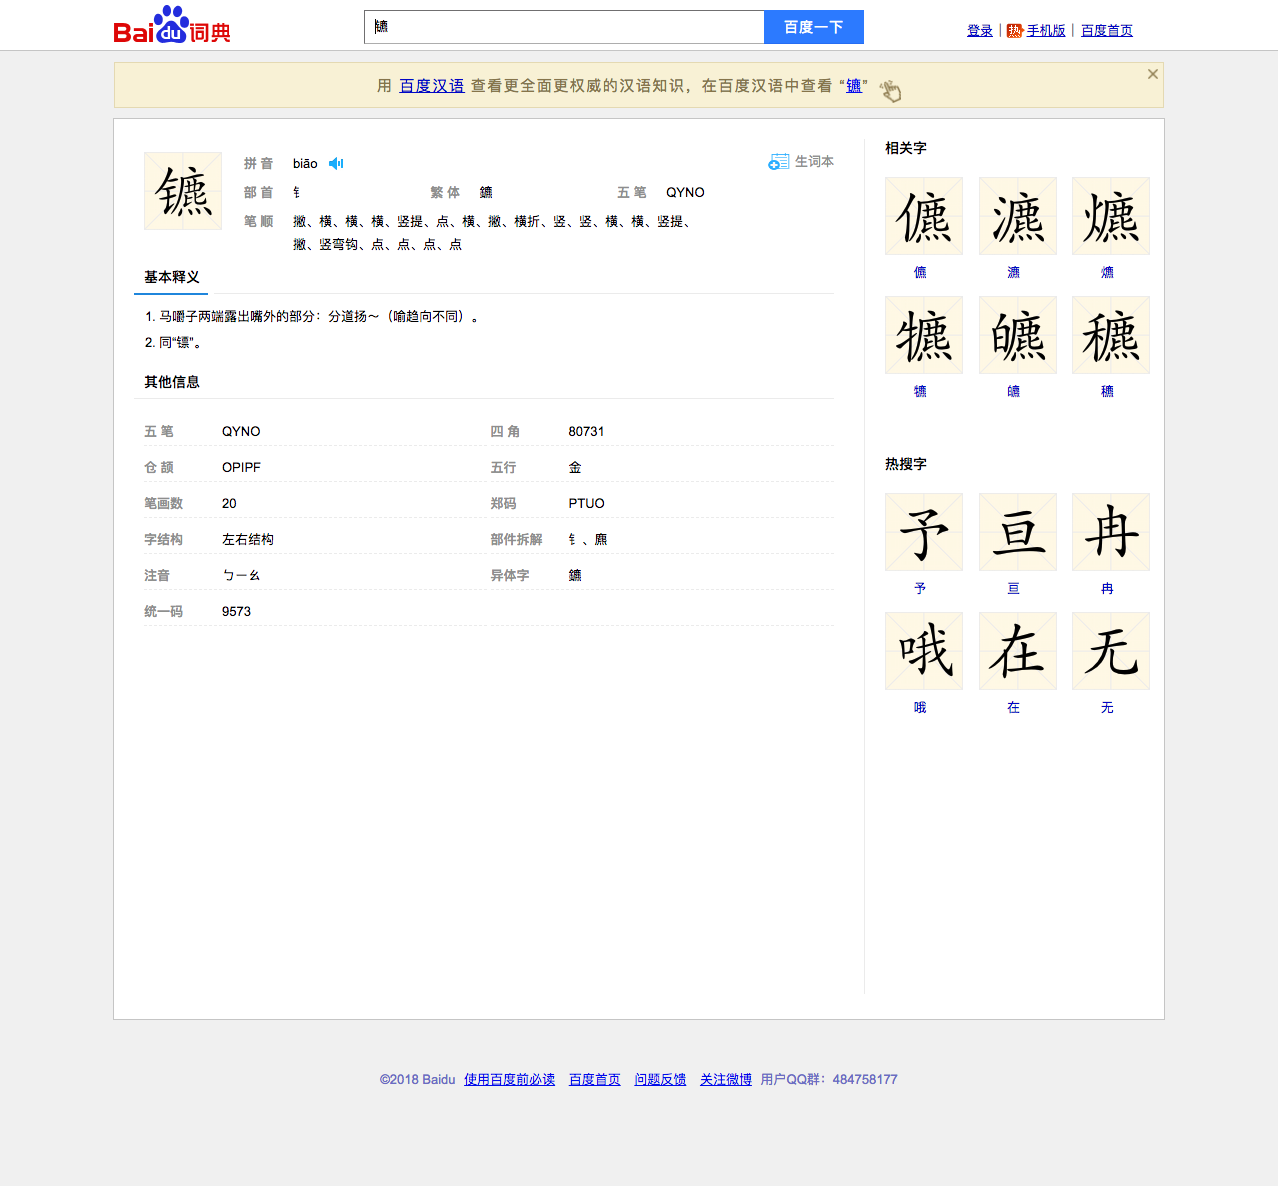 Baidu词典
镳
百度一下
登录 | 热 手机版 | 百度首页
用 百度汉语 查看更全面更权威的汉语知识，在百度汉语中查看 “镳”
镳
拼 音 biāo
生词本
部 首 钅 繁 体 鑣 五 笔 QYNO
笔 顺 撇、横、横、横、竖提、点、横、撇、横折、竖、竖、横、横、竖提、
撇、竖弯钩、点、点、点、点
基本释义
1. 马嚼子两端露出嘴外的部分：分道扬～（喻趋向不同）。
2. 同“镖”。
其他信息
五 笔 QYNO 四 角 80731
仓 颉 OPIPF 五行 金
笔画数 20 郑码 PTUO
字结构 左右结构 部件拆解 钅、麃
注音 ㄅㄧㄠ 异体字 鑣
统一码 9573
相关字
儦 瀌 爊
儦 瀌 爊
犥 皫 穮
犥 皫 穮
热搜字
予 亘 冉
予 亘 冉
哦 在 无
哦 在 无
©2018 Baidu 使用百度前必读 百度首页 问题反馈 关注微博 用户QQ群：484758177